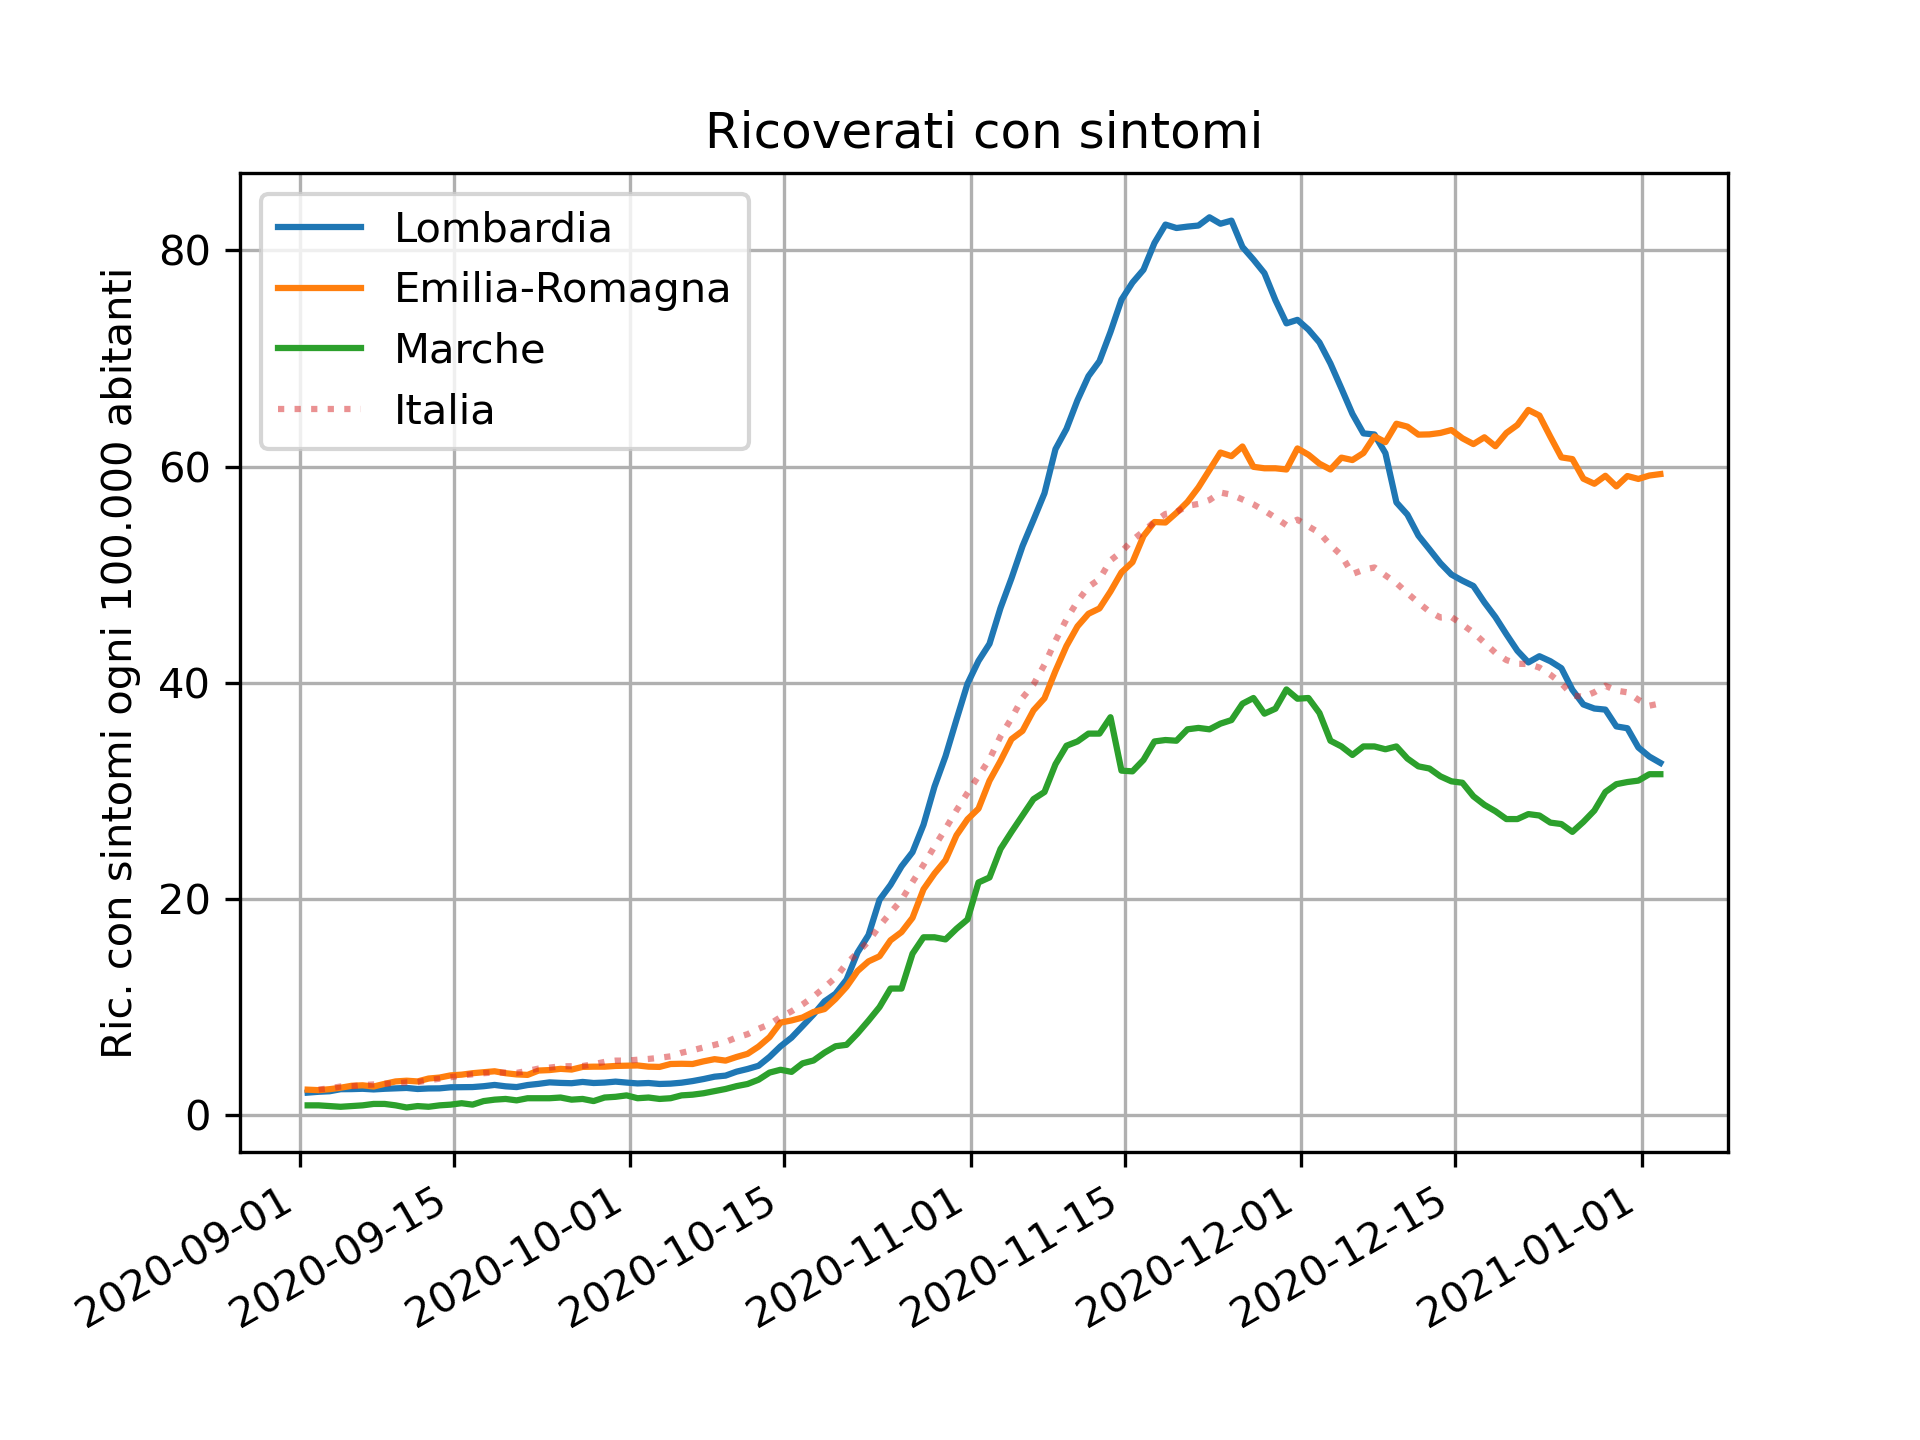 Ricoverati con sintomi
Ric. con sintomi ogni 100.000 abitanti
Lombardia
Emilia-Romagna
Marche
Italia
80
60
40
20
0
2020-09-01
2020-09-15
2020-10-01
2020-10-15
2020-11-01
2020-11-15
2020-12-01
2020-12-15
2021-01-01